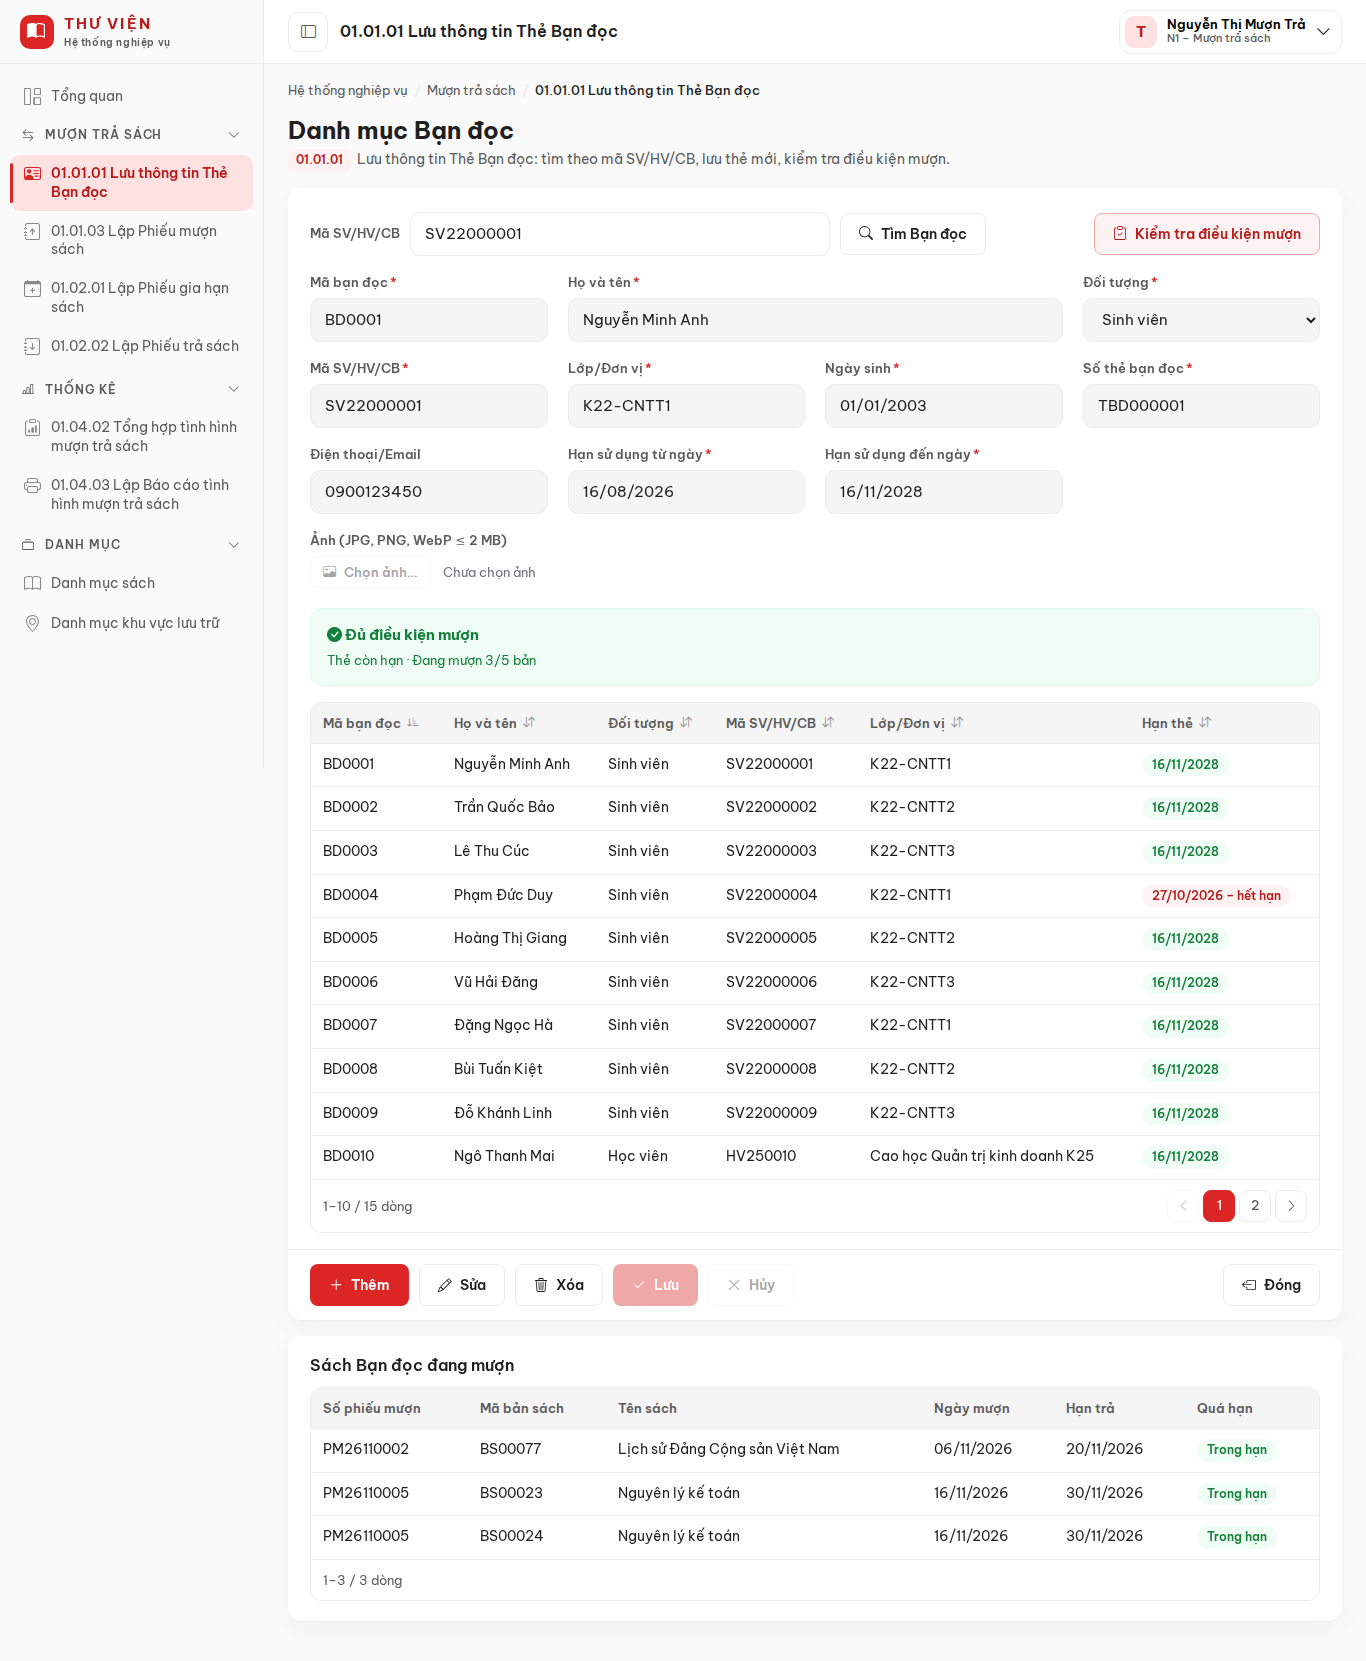 THƯ VIỆN
Hệ thống nghiệp vụ
Tổng quan
MƯỢN TRẢ SÁCH
01.01.01 Lưu thông tin Thẻ
Bạn đọc
01.01.03 Lập Phiếu mượn
sách
01.02.01 Lập Phiếu gia hạn
sách
01.02.02 Lập Phiếu trả sách
THỐNG KÊ
01.04.02 Tổng hợp tình hình
mượn trả sách
01.04.03 Lập Báo cáo tình
hình mượn trả sách
DANH MỤC
Danh mục sách
Danh mục khu vực lưu trữ
01.01.01 Lưu thông tin Thẻ Bạn đọc
T
Nguyễn Thị Mượn Trả
N1 – Mượn trả sách
Hệ thống nghiệp vụ / Mượn trả sách / 01.01.01 Lưu thông tin Thẻ Bạn đọc
Danh mục Bạn đọc
01.01.01 Lưu thông tin Thẻ Bạn đọc: tìm theo mã SV/HV/CB, lưu thẻ mới, kiểm tra điều kiện mượn.
Mã SV/HV/CB SV22000001 Tìm Bạn đọc Kiểm tra điều kiện mượn
Mã bạn đọc * Họ và tên * Đối tượng *
BD0001 Nguyễn Minh Anh Sinh viên
Mã SV/HV/CB * Lớp/Đơn vị * Ngày sinh * Số thẻ bạn đọc *
SV22000001 K22-CNTT1 01/01/2003 TBD000001
Điện thoại/Email Hạn sử dụng từ ngày * Hạn sử dụng đến ngày *
0900123450 16/08/2026 16/11/2028
Ảnh (JPG, PNG, WebP ≤ 2 MB)
Chọn ảnh... Chưa chọn ảnh
Đủ điều kiện mượn
Thẻ còn hạn · Đang mượn 3/5 bản
Mã bạn đọc Họ và tên Đối tượng Mã SV/HV/CB Lớp/Đơn vị Hạn thẻ
BD0001 Nguyễn Minh Anh Sinh viên SV22000001 K22-CNTT1 16/11/2028
BD0002 Trần Quốc Bảo Sinh viên SV22000002 K22-CNTT2 16/11/2028
BD0003 Lê Thu Cúc Sinh viên SV22000003 K22-CNTT3 16/11/2028
BD0004 Phạm Đức Duy Sinh viên SV22000004 K22-CNTT1 27/10/2026 – hết hạn
BD0005 Hoàng Thị Giang Sinh viên SV22000005 K22-CNTT2 16/11/2028
BD0006 Vũ Hải Đăng Sinh viên SV22000006 K22-CNTT3 16/11/2028
BD0007 Đặng Ngọc Hà Sinh viên SV22000007 K22-CNTT1 16/11/2028
BD0008 Bùi Tuấn Kiệt Sinh viên SV22000008 K22-CNTT2 16/11/2028
BD0009 Đỗ Khánh Linh Sinh viên SV22000009 K22-CNTT3 16/11/2028
BD0010 Ngô Thanh Mai Học viên HV250010 Cao học Quản trị kinh doanh K25 16/11/2028
1–10 / 15 dòng 1 2
Thêm Sửa Xóa Lưu Hủy Đóng
Sách Bạn đọc đang mượn
Số phiếu mượn Mã bản sách Tên sách Ngày mượn Hạn trả Quá hạn
PM26110002 BS00077 Lịch sử Đảng Cộng sản Việt Nam 06/11/2026 20/11/2026 Trong hạn
PM26110005 BS00023 Nguyên lý kế toán 16/11/2026 30/11/2026 Trong hạn
PM26110005 BS00024 Nguyên lý kế toán 16/11/2026 30/11/2026 Trong hạn
1–3 / 3 dòng